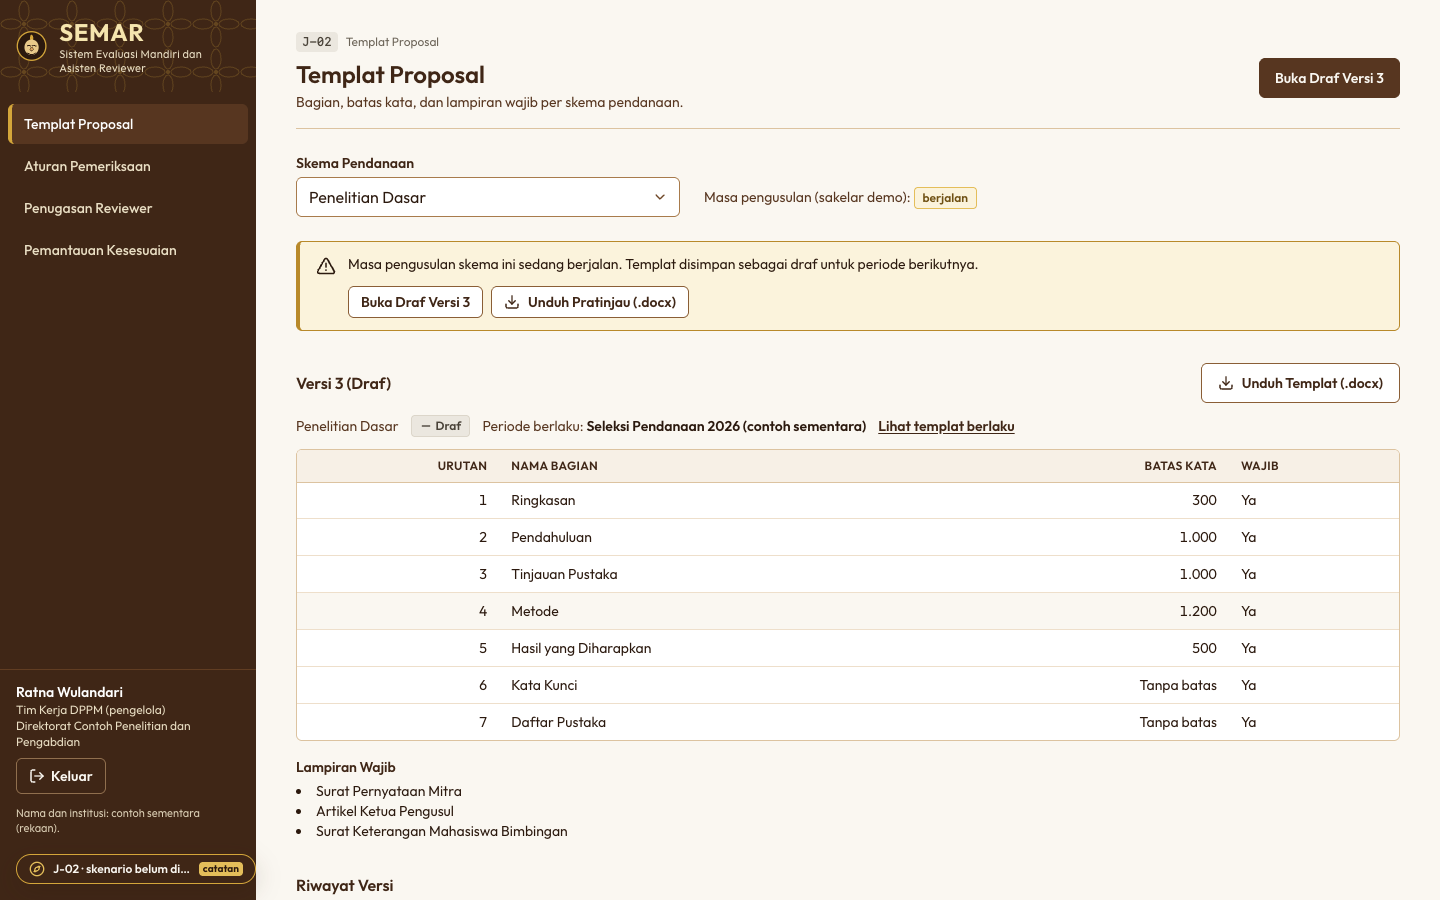 SEMAR
Sistem Evaluasi Mandiri dan
Asisten Reviewer
Templat Proposal
Aturan Pemeriksaan
Penugasan Reviewer
Pemantauan Kesesuaian
Ratna Wulandari
Tim Kerja DPPM (pengelola)
Direktorat Contoh Penelitian dan
Pengabdian
Keluar
Nama dan institusi: contoh sementara
(rekaan).
J-02 · skenario belum di... catatan
J-02 Templat Proposal
Templat Proposal
Bagian, batas kata, dan lampiran wajib per skema pendanaan.
Buka Draf Versi 3
Skema Pendanaan
Penelitian Dasar
Masa pengusulan (sakelar demo): berjalan
Masa pengusulan skema ini sedang berjalan. Templat disimpan sebagai draf untuk periode berikutnya.
Buka Draf Versi 3 Unduh Pratinjau (.docx)
Versi 3 (Draf)
Unduh Templat (.docx)
Penelitian Dasar — Draf Periode berlaku: Seleksi Pendanaan 2026 (contoh sementara) Lihat templat berlaku
URUTAN NAMA BAGIAN BATAS KATA WAJIB
1 Ringkasan 300 Ya
2 Pendahuluan 1.000 Ya
3 Tinjauan Pustaka 1.000 Ya
4 Metode 1.200 Ya
5 Hasil yang Diharapkan 500 Ya
6 Kata Kunci Tanpa batas Ya
7 Daftar Pustaka Tanpa batas Ya
Lampiran Wajib
• Surat Pernyataan Mitra
• Artikel Ketua Pengusul
• Surat Keterangan Mahasiswa Bimbingan
Riwayat Versi